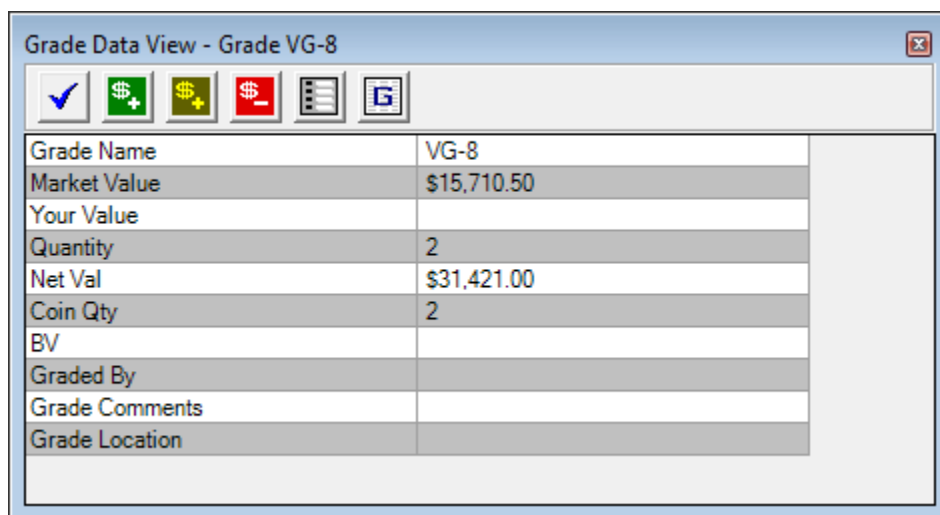 Grade Data View - Grade VG-8
$+ $+ $- G
Grade Name VG-8
Market Value $15,710.50
Your Value
Quantity 2
Net Val $31,421.00
Coin Qty 2
BV
Graded By
Grade Comments
Grade Location